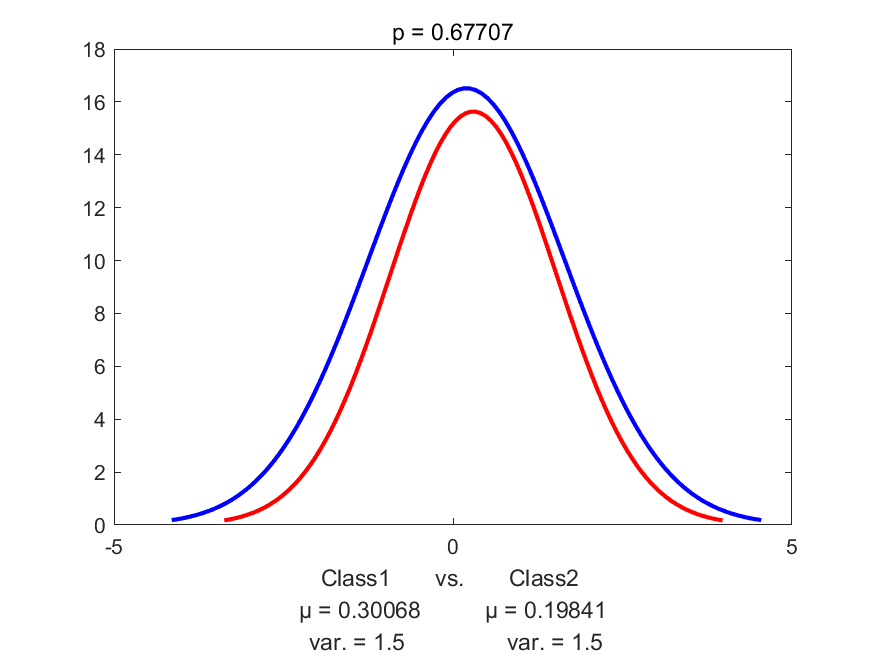 p = 0.67707
18
16
14
12
10
8
6
4
2
0
-5 0 5
Class1 vs. Class2
μ = 0.30068 μ = 0.19841
var. = 1.5 var. = 1.5